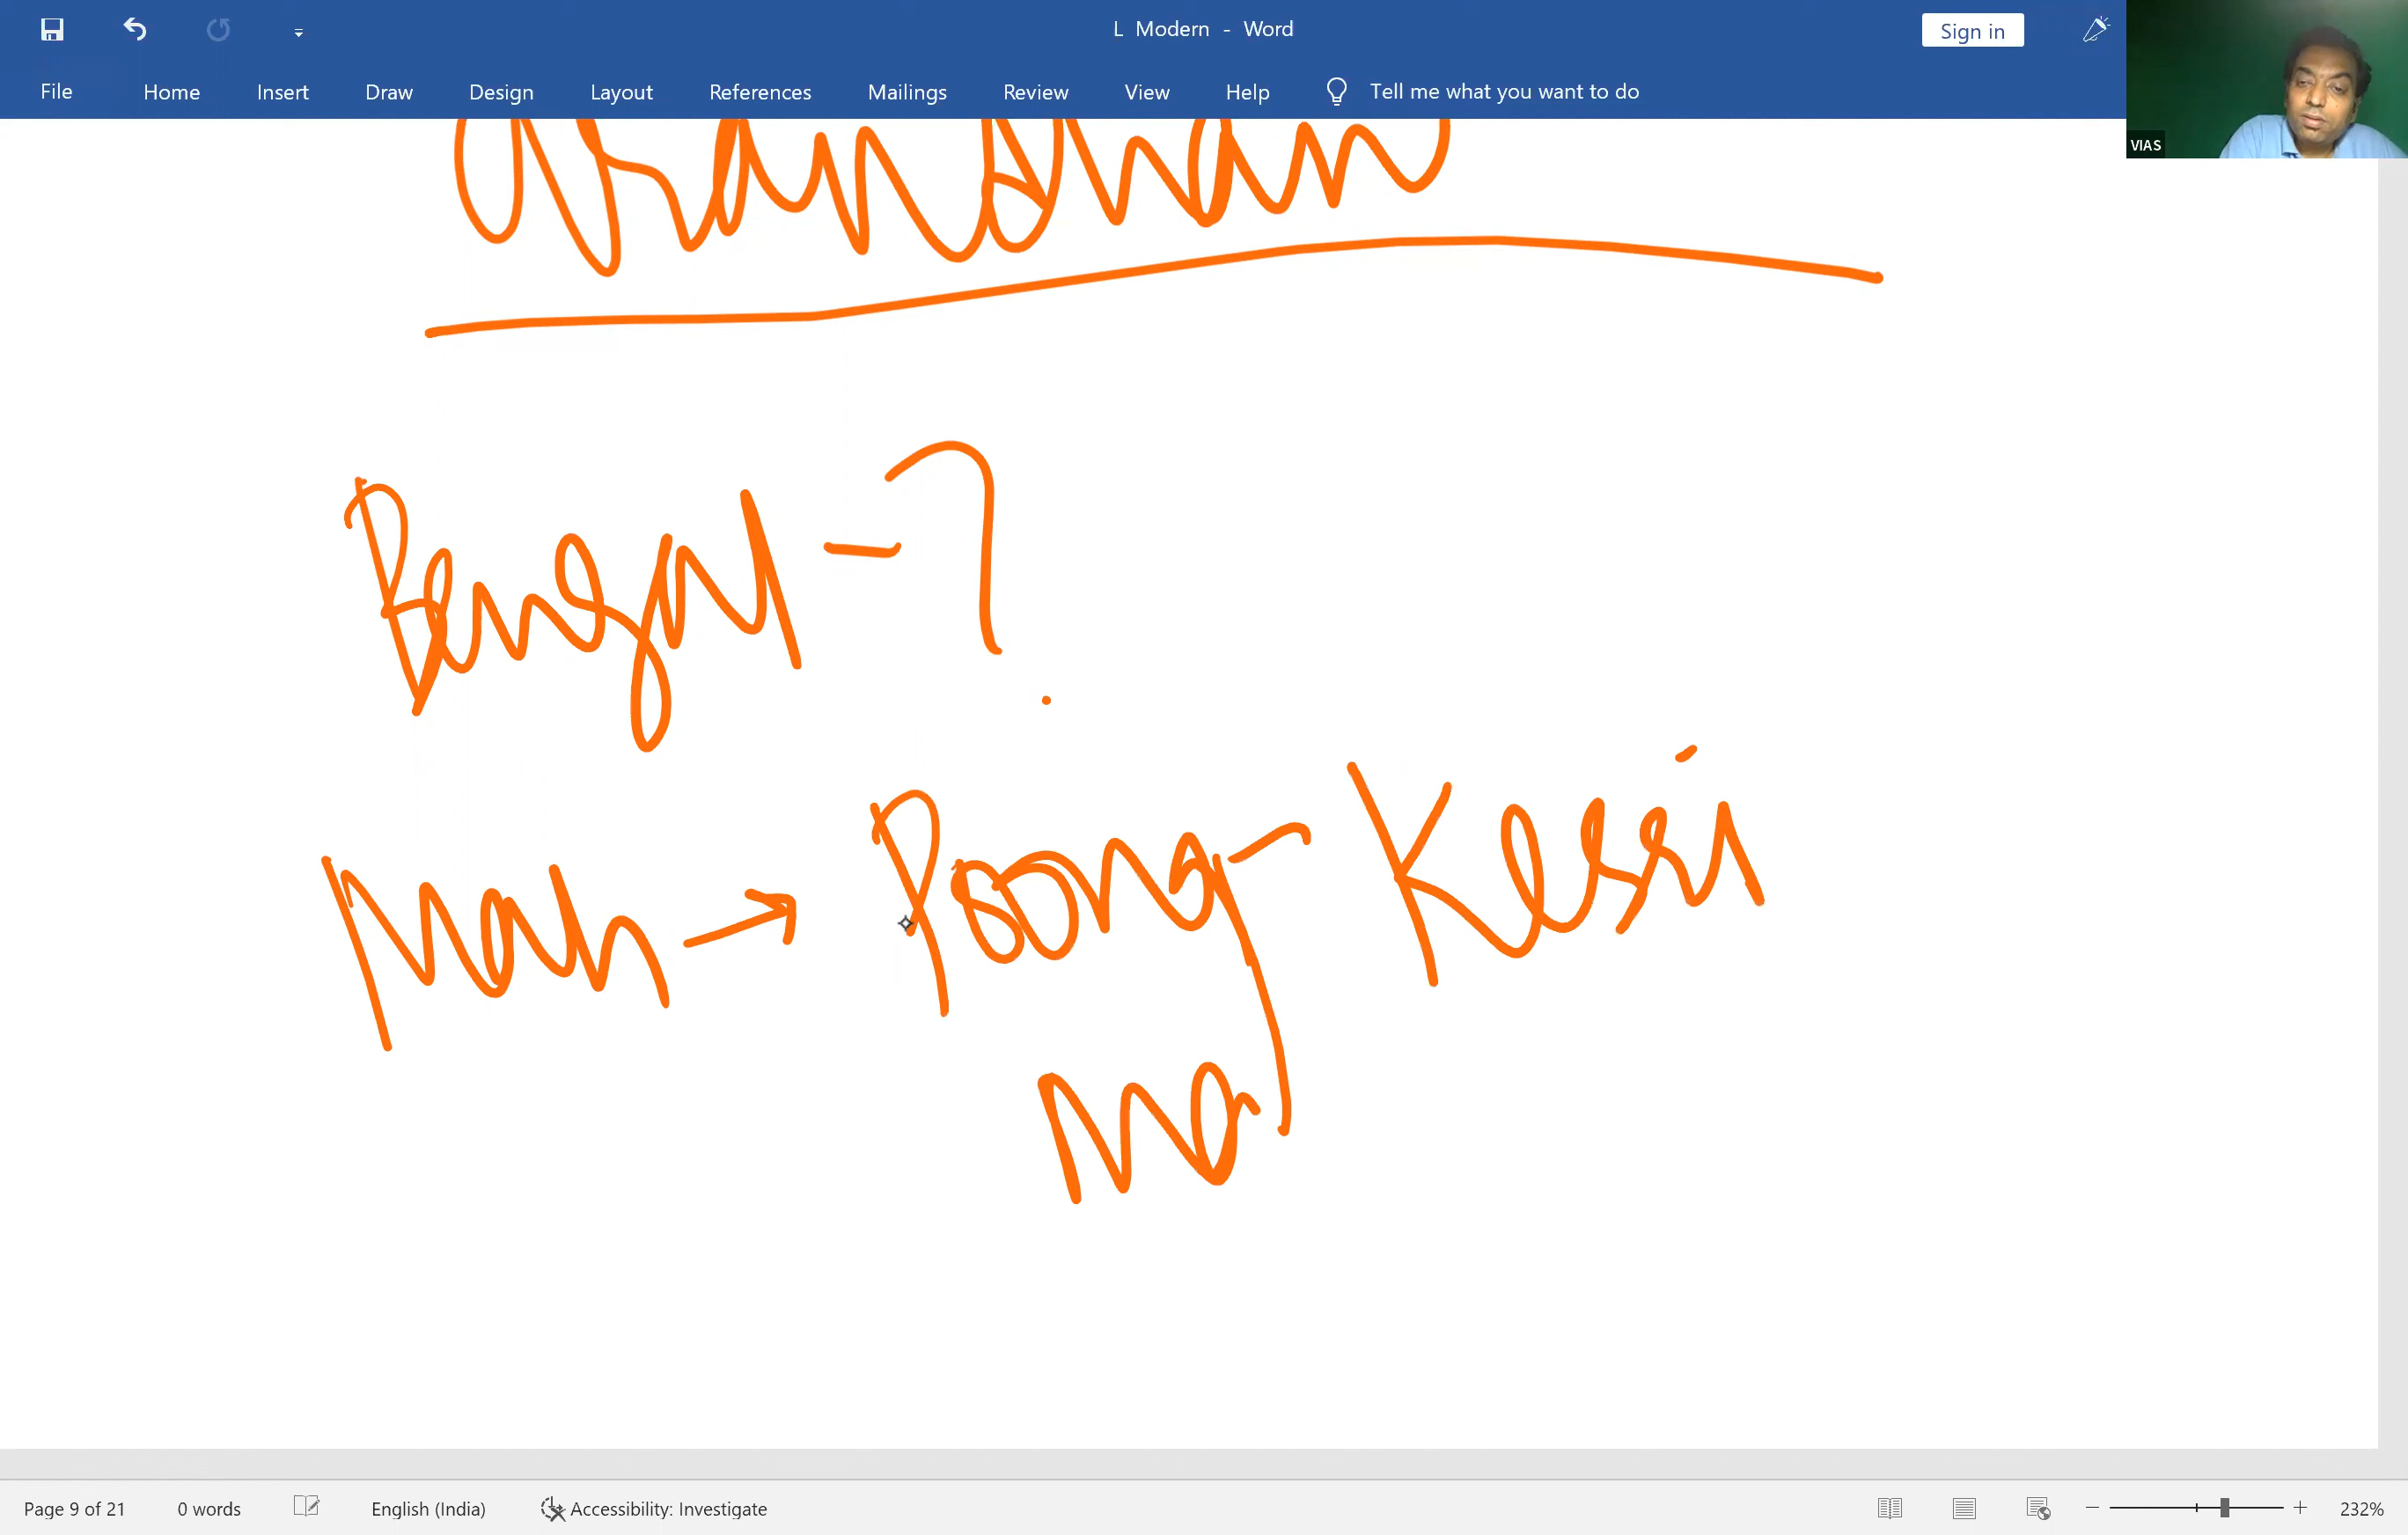 L Modern - Word
Sign in
File Home Insert Draw Design Layout References Mailings Review View Help Tell me what you want to do
VIAS
Bengal - ?
Mah → Poona - Kesri
Ma
Page 9 of 21 0 words English (India) Accessibility: Investigate 232%